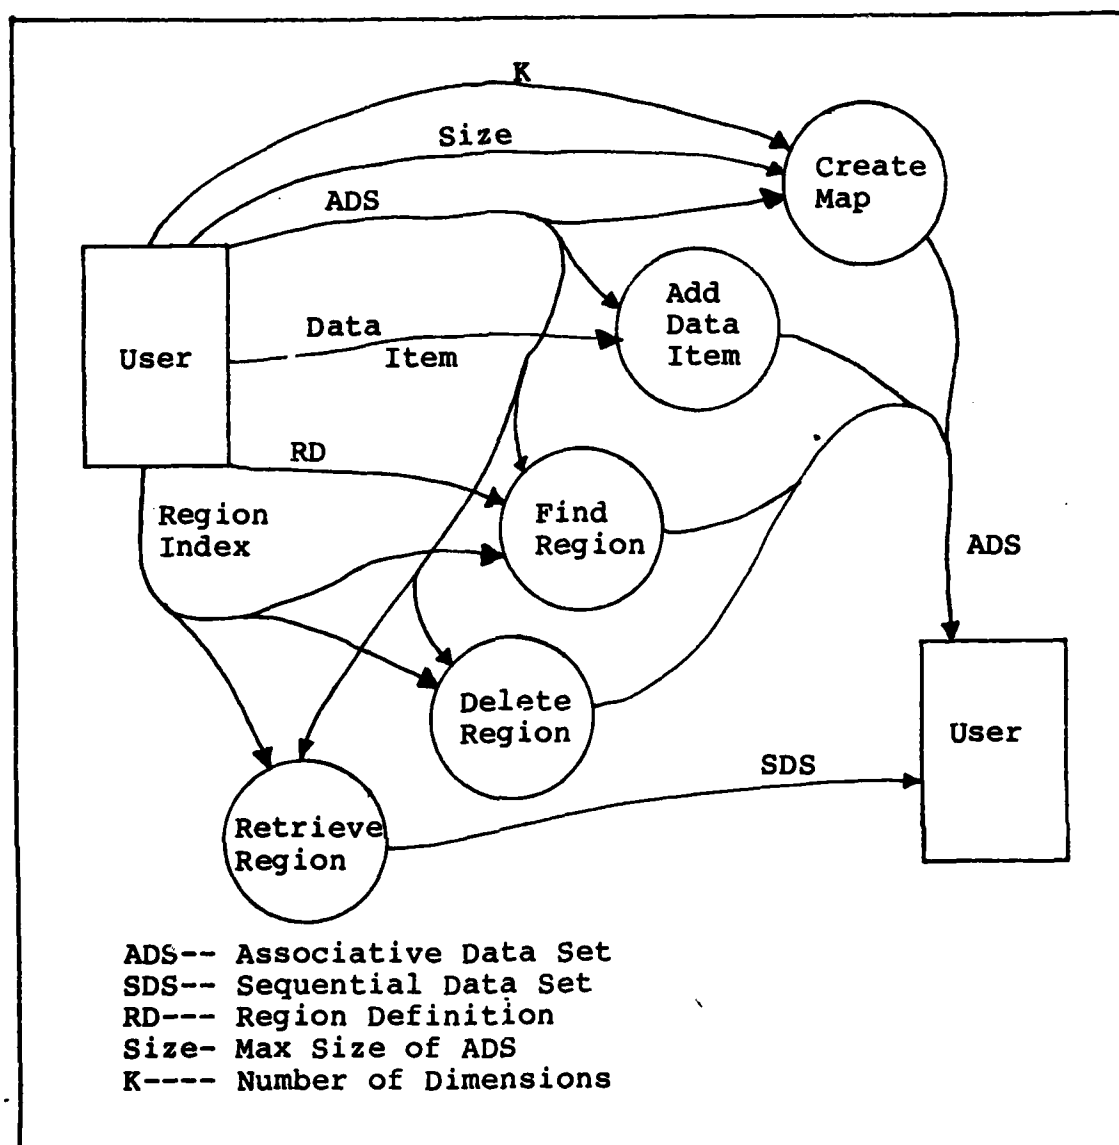 K
Size
Create
Map
ADS
Add
Data
Item
Data
Item
User
RD
Region
Index
Find
Region
ADS
Delete
Region
User
SDS
Retrieve
Region
ADS-- Associative Data Set
SDS-- Sequential Data Set
RD--- Region Definition
Size- Max Size of ADS
K---- Number of Dimensions